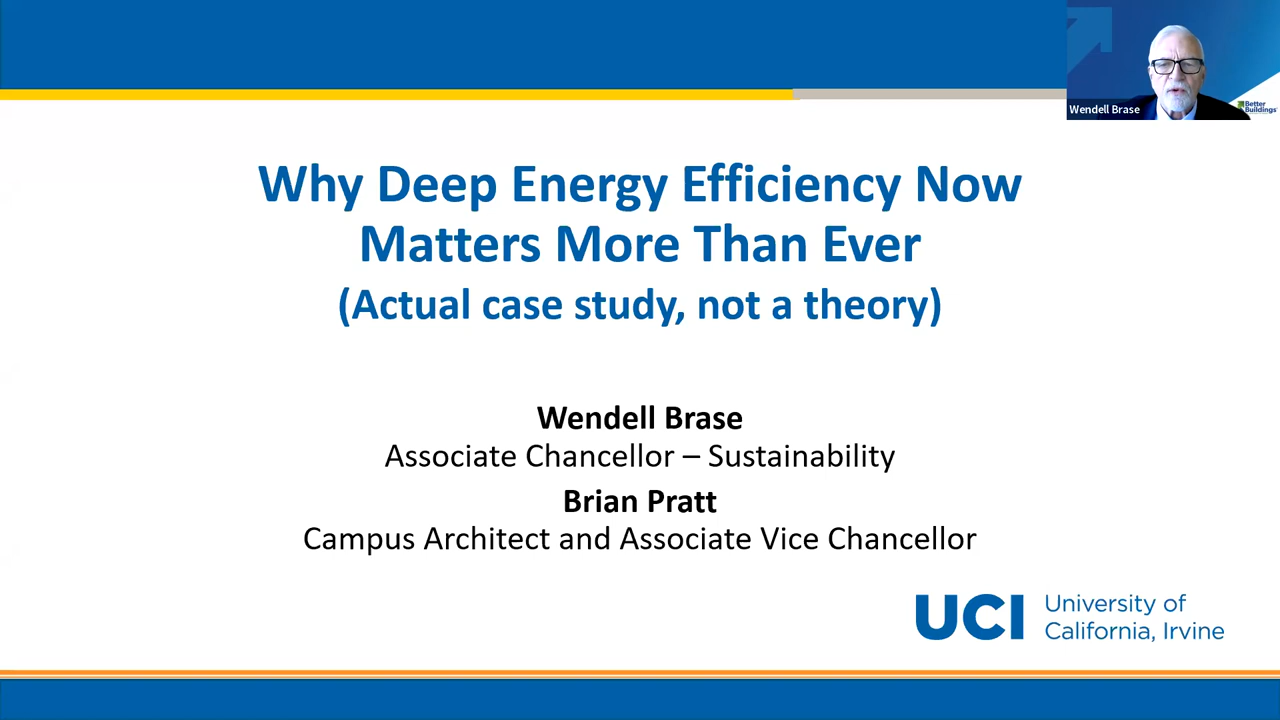 Wendell Brase
Better
Buildings
Why Deep Energy Efficiency Now
Matters More Than Ever
(Actual case study, not a theory)
Wendell Brase
Associate Chancellor – Sustainability
Brian Pratt
Campus Architect and Associate Vice Chancellor
UCI
University of
California, Irvine